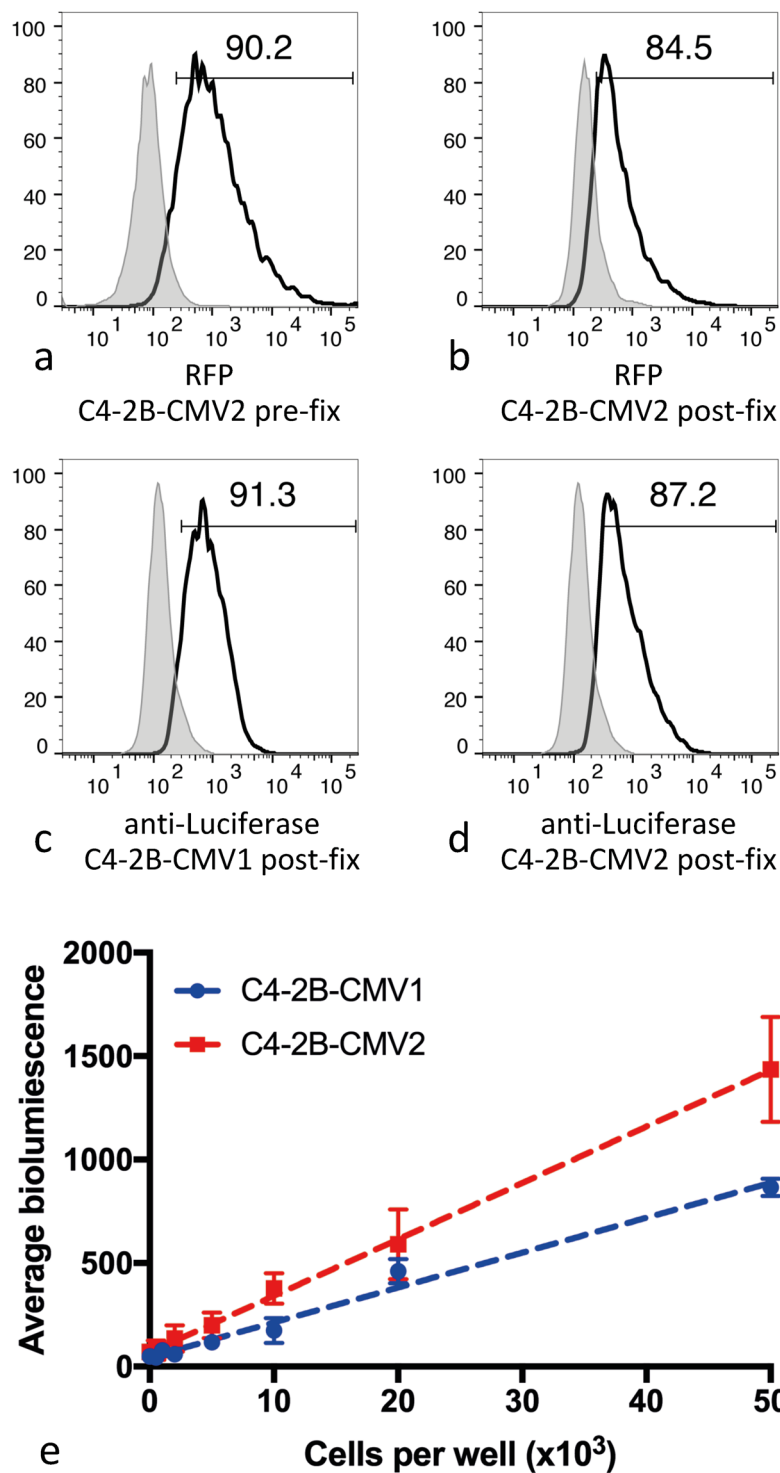 90.2
100
80
60
40
20
0
10^1 10^2 10^3 10^4 10^5
a
RFP
C4-2B-CMV2 pre-fix
84.5
100
80
60
40
20
0
10^1 10^2 10^3 10^4 10^5
b
RFP
C4-2B-CMV2 post-fix
91.3
100
80
60
40
20
0
10^1 10^2 10^3 10^4 10^5
c
anti-Luciferase
C4-2B-CMV1 post-fix
87.2
100
80
60
40
20
0
10^1 10^2 10^3 10^4 10^5
d
anti-Luciferase
C4-2B-CMV2 post-fix
Average biolumiescence
2000
1500
1000
500
0
C4-2B-CMV1
C4-2B-CMV2
0 10 20 30 40 50
e
Cells per well (x10^3)